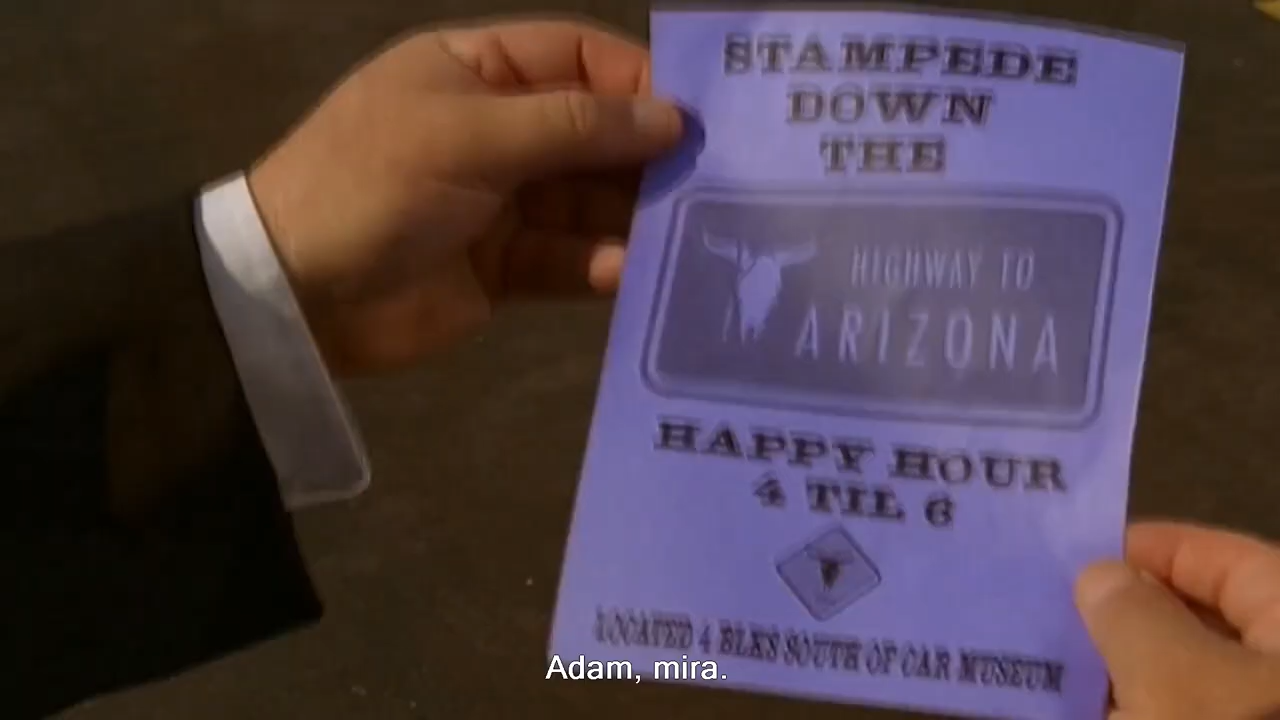 STAMPEDE
DOWN
THE
HIGHWAY TO
ARIZONA
HAPPY HOUR
4 TIL 6
LOCATED 4 BLKS SOUTH OF CAR MUSEUM
Adam, mira.